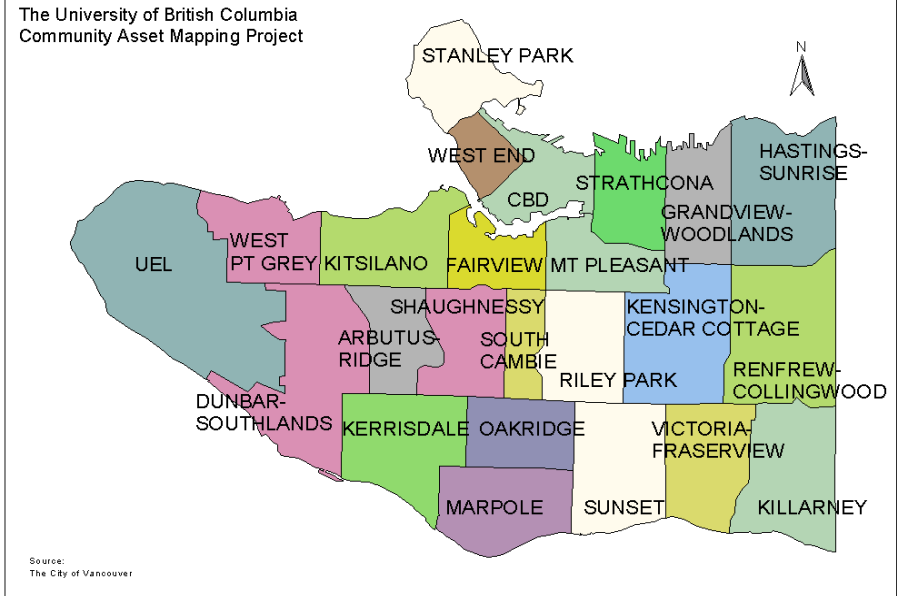 The University of British Columbia
Community Asset Mapping Project
STANLEY PARK
N
WEST END
HASTINGS-
SUNRISE
STRATHCONA
CBD
GRANDVIEW-
WOODLANDS
WEST
PT GREY
UEL
KITSILANO
FAIRVIEW
MT PLEASANT
SHAUGHNESSY
KENSINGTON-
CEDAR COTTAGE
ARBUTUS-
RIDGE
SOUTH
CAMBIE
RILEY PARK
RENFREW-
COLLINGWOOD
DUNBAR-
SOUTHLANDS
KERRISDALE
OAKRIDGE
VICTORIA-
FRASERVIEW
MARPOLE
SUNSET
KILLARNEY
Source:
The City of Vancouver